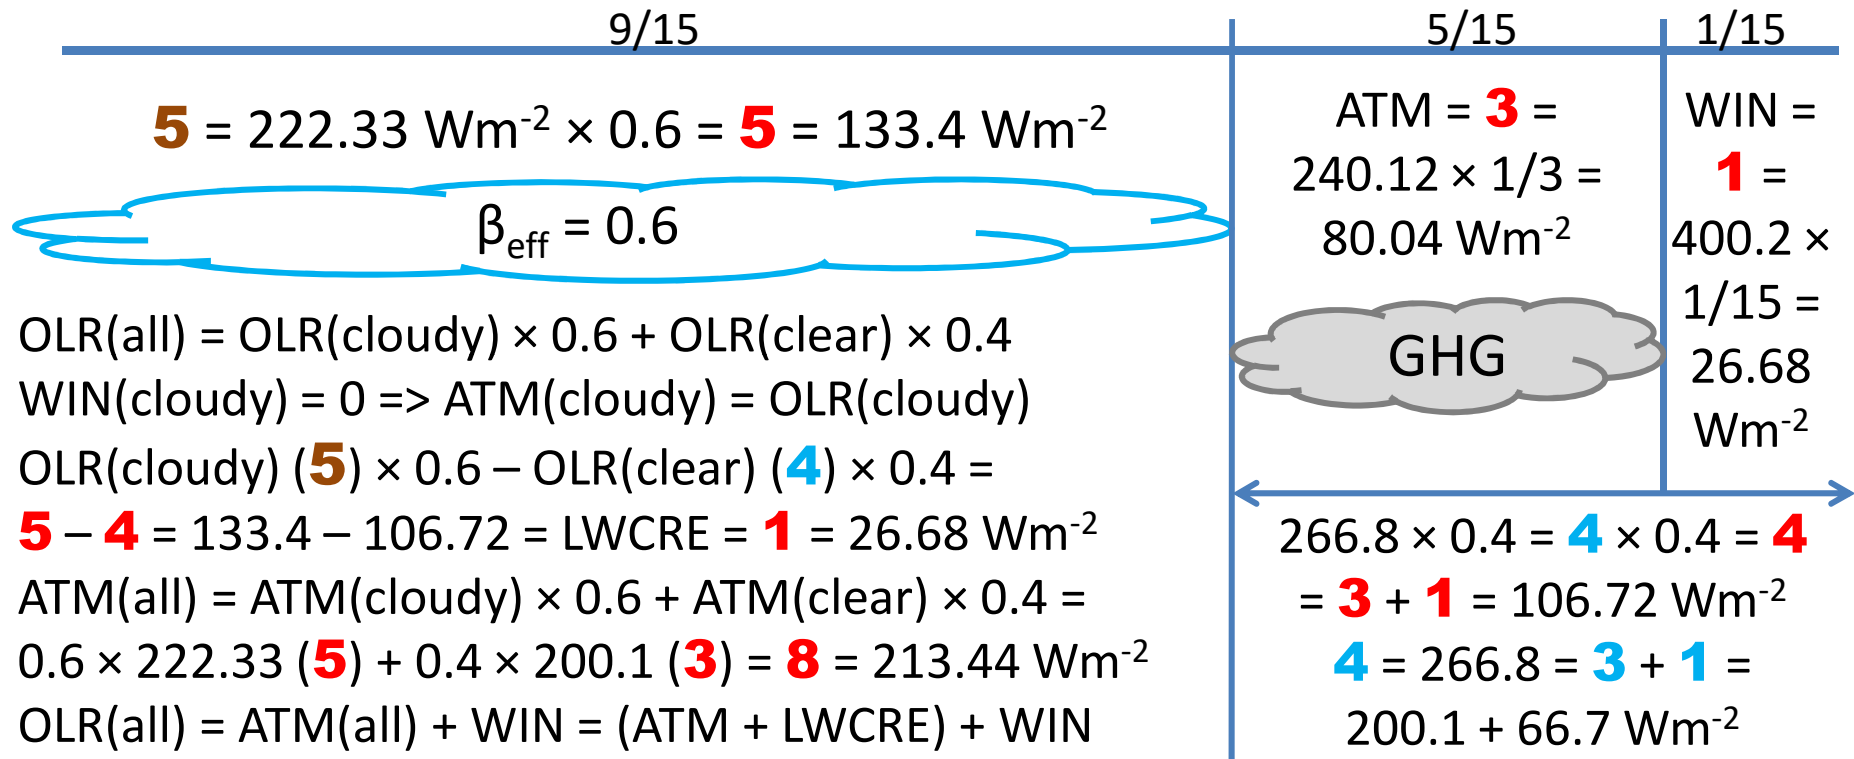 9/15
5/15
1/15
5 = 222.33 Wm⁻² × 0.6 = 5 = 133.4 Wm⁻²
β_eff = 0.6
OLR(all) = OLR(cloudy) × 0.6 + OLR(clear) × 0.4
WIN(cloudy) = 0 => ATM(cloudy) = OLR(cloudy)
OLR(cloudy) (5) × 0.6 – OLR(clear) (4) × 0.4 =
5 – 4 = 133.4 – 106.72 = LWCRE = 1 = 26.68 Wm⁻²
ATM(all) = ATM(cloudy) × 0.6 + ATM(clear) × 0.4 =
0.6 × 222.33 (5) + 0.4 × 200.1 (3) = 8 = 213.44 Wm⁻²
OLR(all) = ATM(all) + WIN = (ATM + LWCRE) + WIN
ATM = 3 =
240.12 × 1/3 =
80.04 Wm⁻²
GHG
WIN =
1 =
400.2 ×
1/15 =
26.68
Wm⁻²
266.8 × 0.4 = 4 × 0.4 = 4
= 3 + 1 = 106.72 Wm⁻²
4 = 266.8 = 3 + 1 =
200.1 + 66.7 Wm⁻²